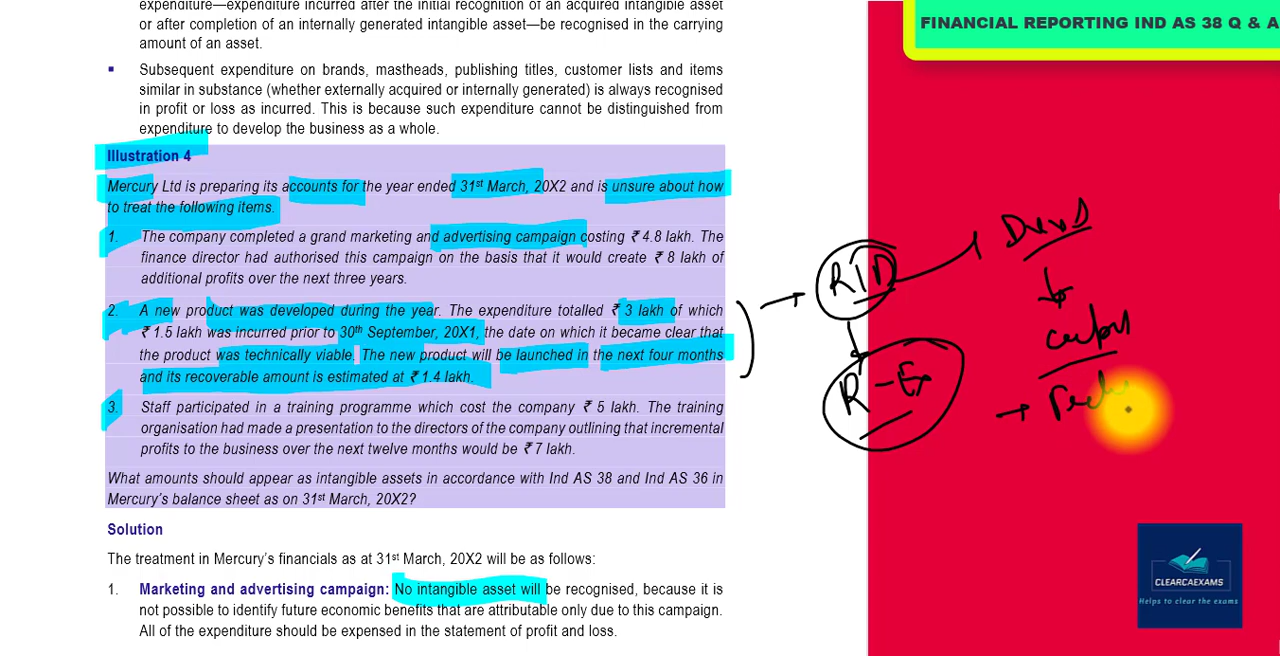 expenditure—expenditure incurred after the initial recognition of an acquired intangible asset
or after completion of an internally generated intangible asset—be recognised in the carrying
amount of an asset.
▪ Subsequent expenditure on brands, mastheads, publishing titles, customer lists and items
similar in substance (whether externally acquired or internally generated) is always recognised
in profit or loss as incurred. This is because such expenditure cannot be distinguished from
expenditure to develop the business as a whole.
Illustration 4
Mercury Ltd is preparing its accounts for the year ended 31st March, 20X2 and is unsure about how
to treat the following items.
1. The company completed a grand marketing and advertising campaign costing ₹ 4.8 lakh. The
finance director had authorised this campaign on the basis that it would create ₹ 8 lakh of
additional profits over the next three years.
2. A new product was developed during the year. The expenditure totalled ₹ 3 lakh of which
₹ 1.5 lakh was incurred prior to 30th September, 20X1, the date on which it became clear that
the product was technically viable. The new product will be launched in the next four months
and its recoverable amount is estimated at ₹ 1.4 lakh.
3. Staff participated in a training programme which cost the company ₹ 5 lakh. The training
organisation had made a presentation to the directors of the company outlining that incremental
profits to the business over the next twelve months would be ₹ 7 lakh.
What amounts should appear as intangible assets in accordance with Ind AS 38 and Ind AS 36 in
Mercury's balance sheet as on 31st March, 20X2?
Solution
The treatment in Mercury's financials as at 31st March, 20X2 will be as follows:
1. Marketing and advertising campaign: No intangible asset will be recognised, because it is
not possible to identify future economic benefits that are attributable only due to this campaign.
All of the expenditure should be expensed in the statement of profit and loss.
FINANCIAL REPORTING IND AS 38 Q & A
R/D
R - Ex
CLEARCAEXAMS
Helps to clear the exams